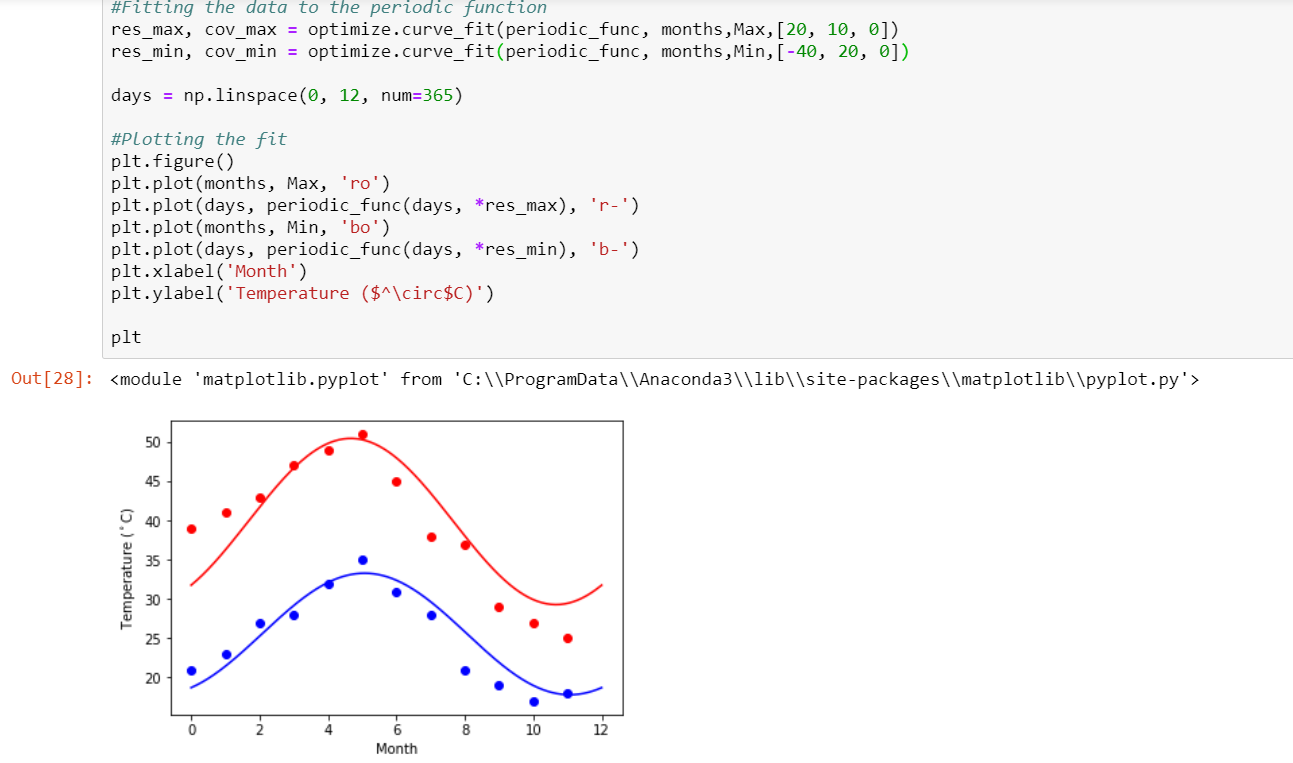 #Fitting the data to the periodic function
res_max, cov_max = optimize.curve_fit(periodic_func, months,Max,[20, 10, 0])
res_min, cov_min = optimize.curve_fit(periodic_func, months,Min,[-40, 20, 0])
days = np.linspace(0, 12, num=365)
#Plotting the fit
plt.figure()
plt.plot(months, Max, 'ro')
plt.plot(days, periodic_func(days, *res_max), 'r-')
plt.plot(months, Min, 'bo')
plt.plot(days, periodic_func(days, *res_min), 'b-')
plt.xlabel('Month')
plt.ylabel('Temperature ($^\circ$C)')
plt
Out[28]: <module 'matplotlib.pyplot' from 'C:\\ProgramData\\Anaconda3\\lib\\site-packages\\matplotlib\\pyplot.py'>
50
45
40
35
30
25
20
Temperature (°C)
0 2 4 6 8 10 12
Month